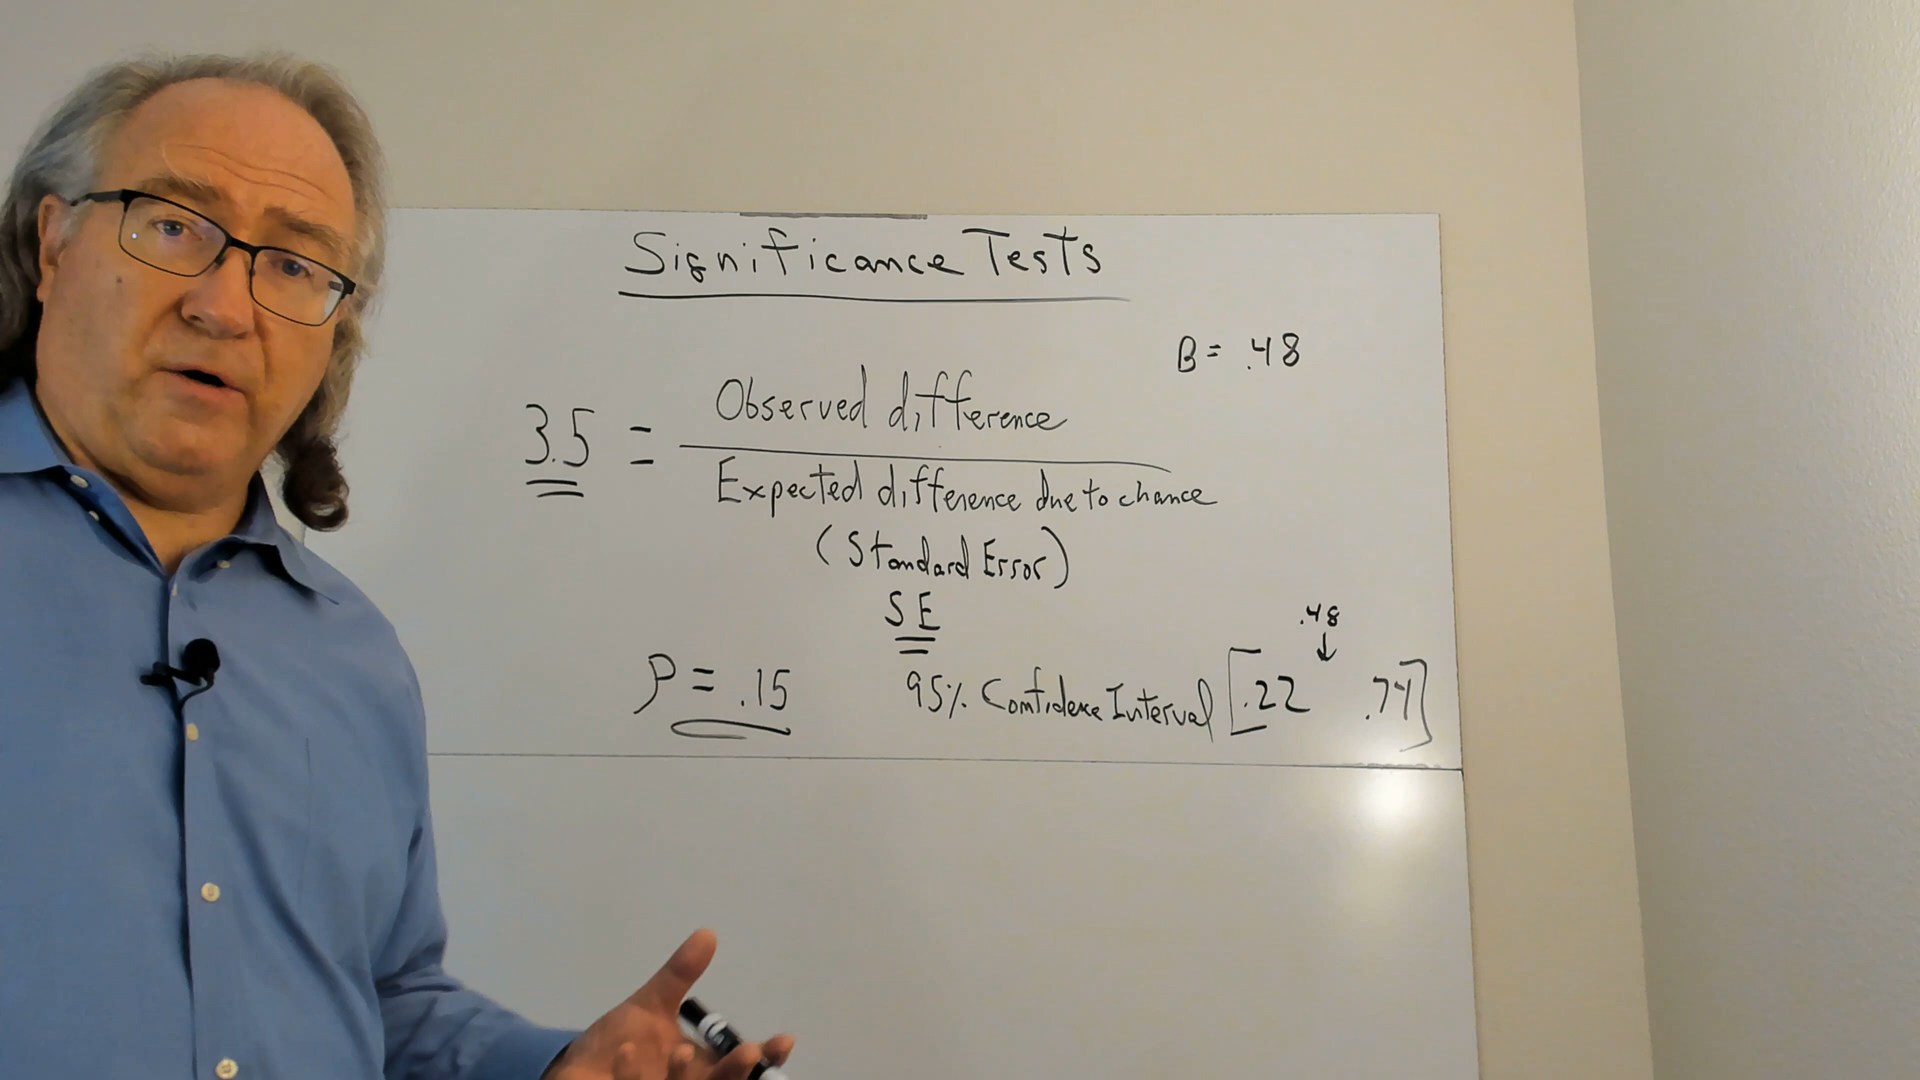 Significance Tests
B = .48
3.5 = Observed difference
Expected difference due to chance
(Standard Error)
SE
.48
P = .15 95% Confidence Interval [.22 .74]